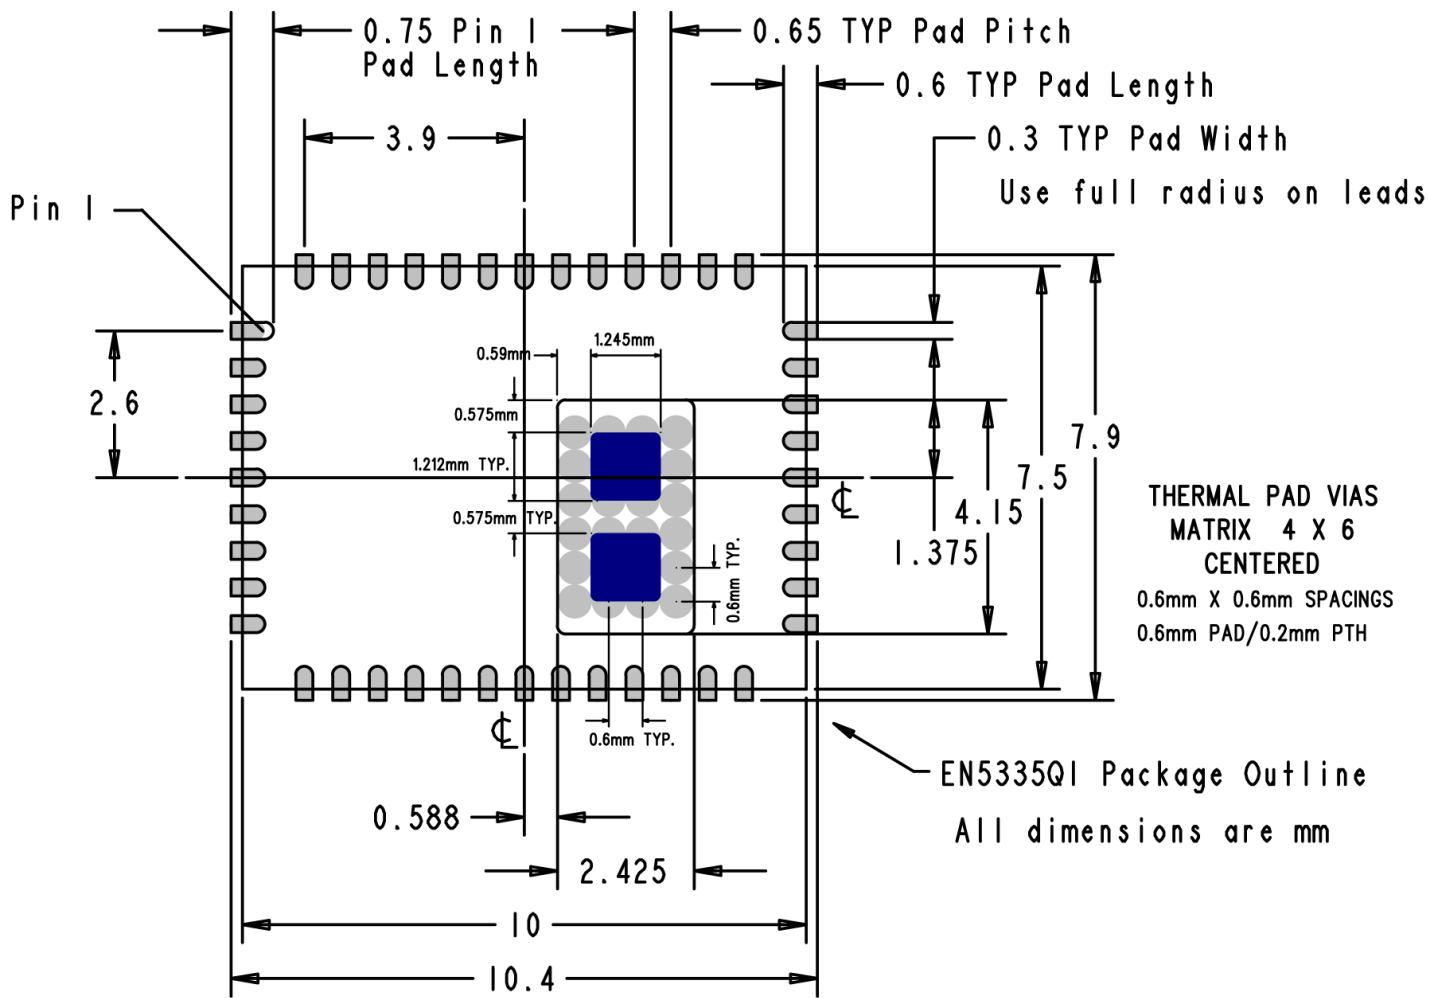 0.75 Pin 1
Pad Length
0.65 TYP Pad Pitch
0.6 TYP Pad Length
3.9
0.3 TYP Pad Width
Use full radius on leads
Pin 1
0.59mm
1.245mm
2.6
0.575mm
7.9
1.212mm TYP.
7.5
4.15
0.575mm TYP.
1.375
0.6mm TYP.
THERMAL PAD VIAS
MATRIX 4 X 6
CENTERED
0.6mm X 0.6mm SPACINGS
0.6mm PAD/0.2mm PTH
℄
℄
0.6mm TYP.
EN5335QI Package Outline
All dimensions are mm
0.588
2.425
10
10.4